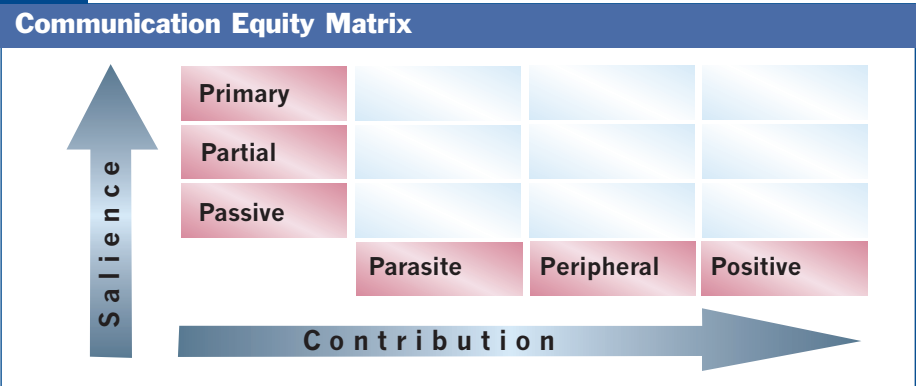 Communication Equity Matrix
Primary
Partial
Passive
Parasite Peripheral Positive
Salience
Contribution